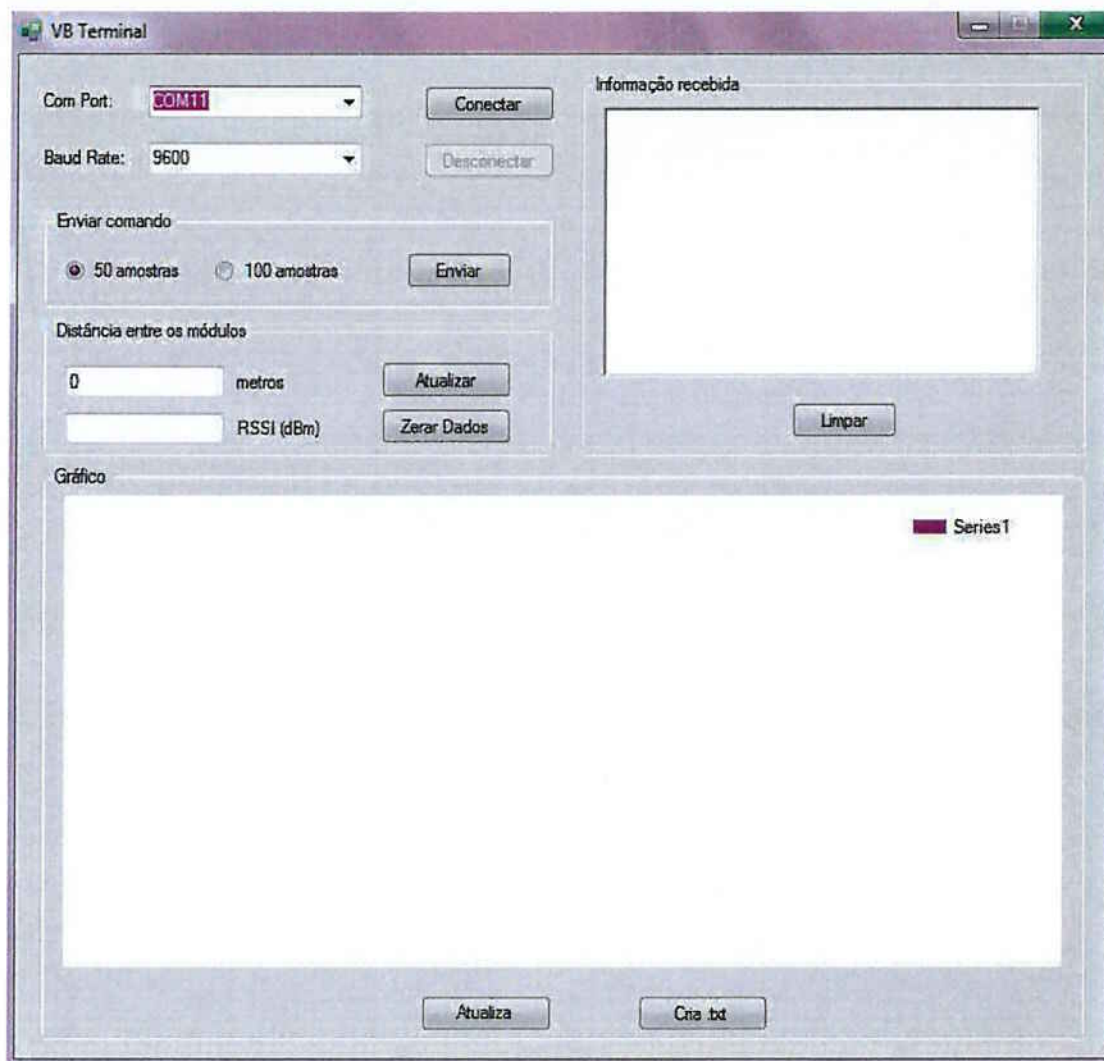 VB Terminal
Com Port: COM11
Conectar
Baud Rate: 9600
Desconectar
Enviar comando
50 amostras 100 amostras Enviar
Distância entre os módulos
0 metros Atualizar
RSSI (dBm) Zerar Dados
Informação recebida
Limpar
Gráfico
Series1
Atualiza Cria .txt